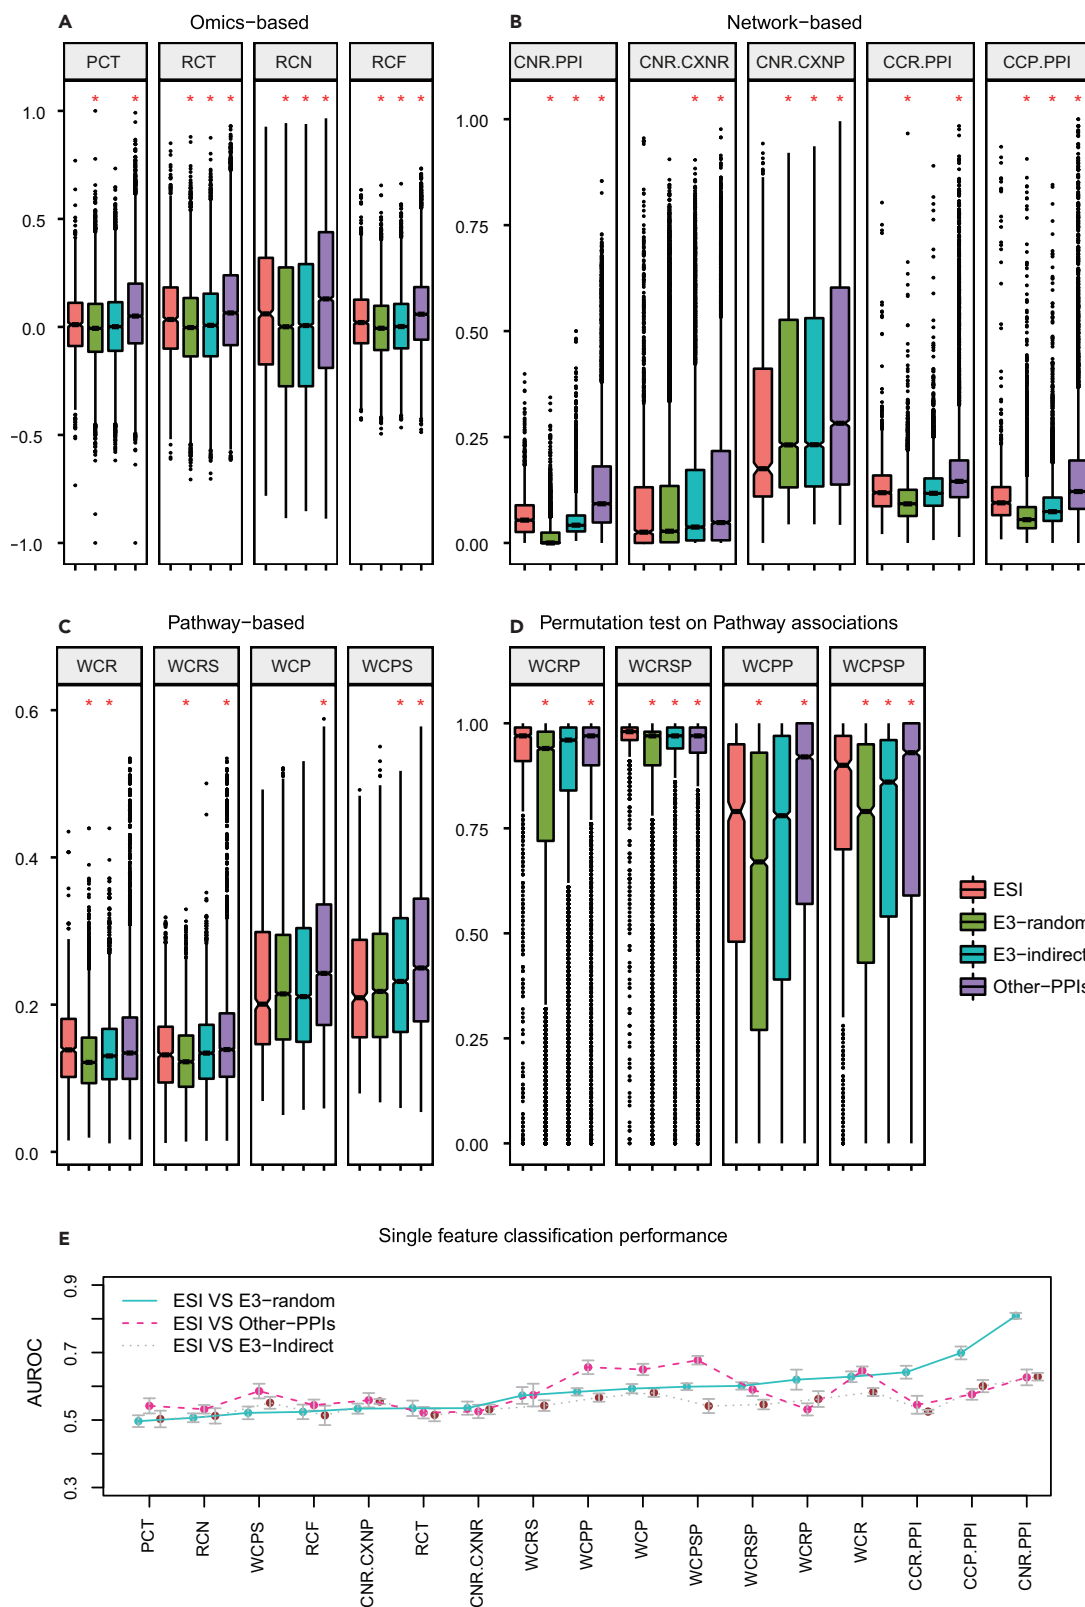 A Omics−based
PCT RCT RCN RCF
* * * * * * * * * * *
1.0
0.5
0.0
−0.5
−1.0
B Network−based
CNR.PPI CNR.CXNR CNR.CXNP CCR.PPI CCP.PPI
* * * * * * * * * * * * *
1.00
0.75
0.50
0.25
0.00
C Pathway−based
WCR WCRS WCP WCPS
* * * * * * *
0.6
0.4
0.2
0.0
D Permutation test on Pathway associations
WCRP WCRSP WCPP WCPSP
* * * * * * * * * *
1.00
0.75
0.50
0.25
0.00
ESI
E3−random
E3−indirect
Other−PPIs
E Single feature classification performance
ESI VS E3−random
ESI VS Other−PPIs
ESI VS E3−Indirect
AUROC
0.9
0.7
0.5
0.3
PCT
RCN
WCPS
RCF
CNR.CXNP
RCT
CNR.CXNR
WCRS
WCPP
WCP
WCPSP
WCRSP
WCRP
WCR
CCR.PPI
CCP.PPI
CNR.PPI